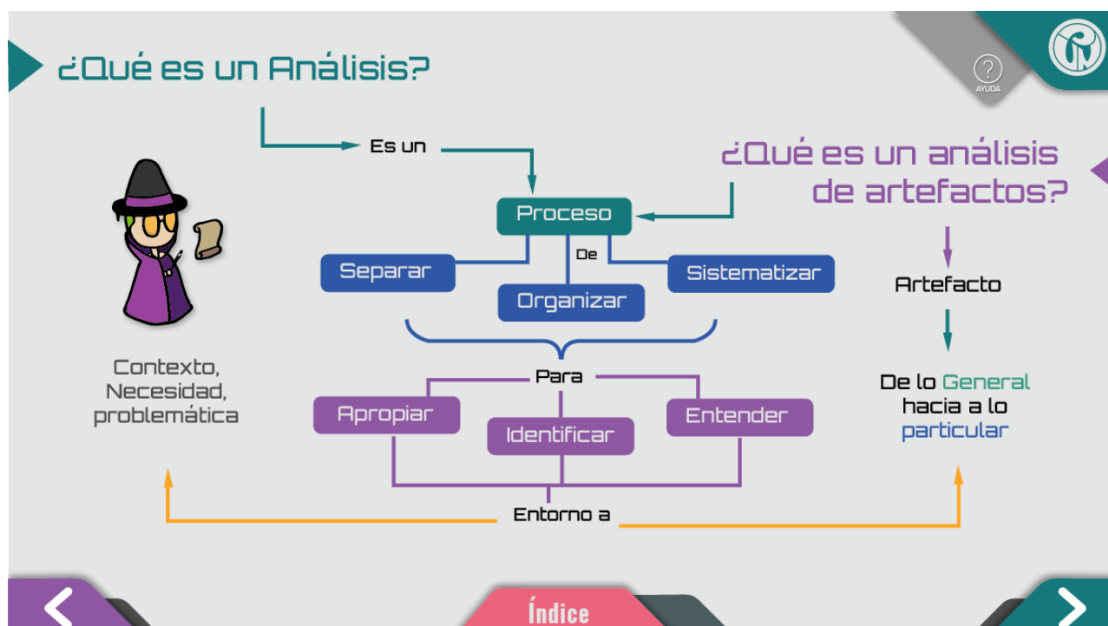 ¿Qué es un Análisis?
AYUDA
Es un
¿Qué es un análisis
de artefactos?
Proceso
De
Separar
Organizar
Sistematizar
Artefacto
Para
Contexto,
Necesidad,
problemática
Apropiar
Identificar
Entender
De lo General
hacia a lo
particular
Entorno a
Índice